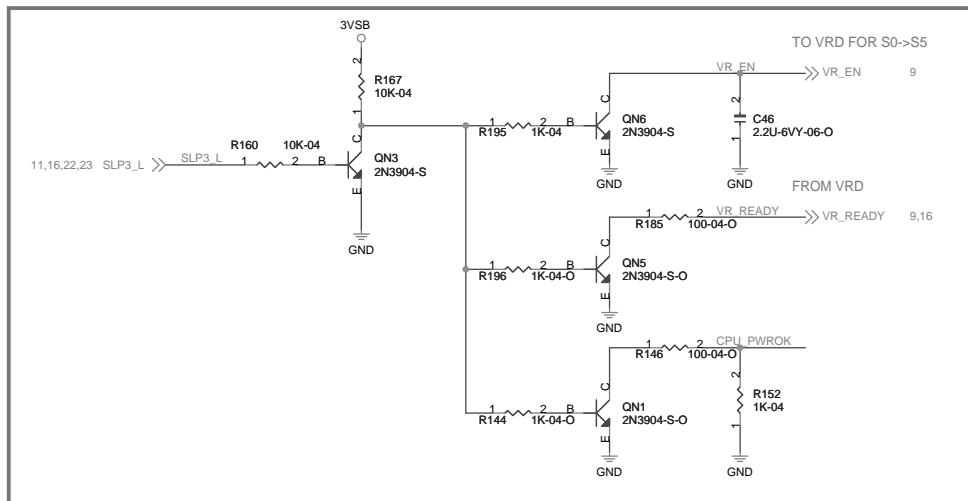 3VSB
TO VRD FOR S0->S5
2
R167
10K-04
1
VR_EN
VR_EN 9
C
1 2 B
R195 1K-04
QN6
2N3904-S
E
GND
2
C46
2.2U-6VY-06-O
1
GND
11,16,22,23 SLP3_L
SLP3_L
R160 10K-04
1 2 B
C
QN3
2N3904-S
E
GND
FROM VRD
1 2 VR_READY
R185 100-04-O
VR_READY 9,16
C
1 2 B
R196 1K-04-O
QN5
2N3904-S-O
E
GND
1 2 CPU_PWROK
R146 100-04-O
C
1 2 B
R144 1K-04-O
QN1
2N3904-S-O
E
GND
2
R152
1K-04
1
GND